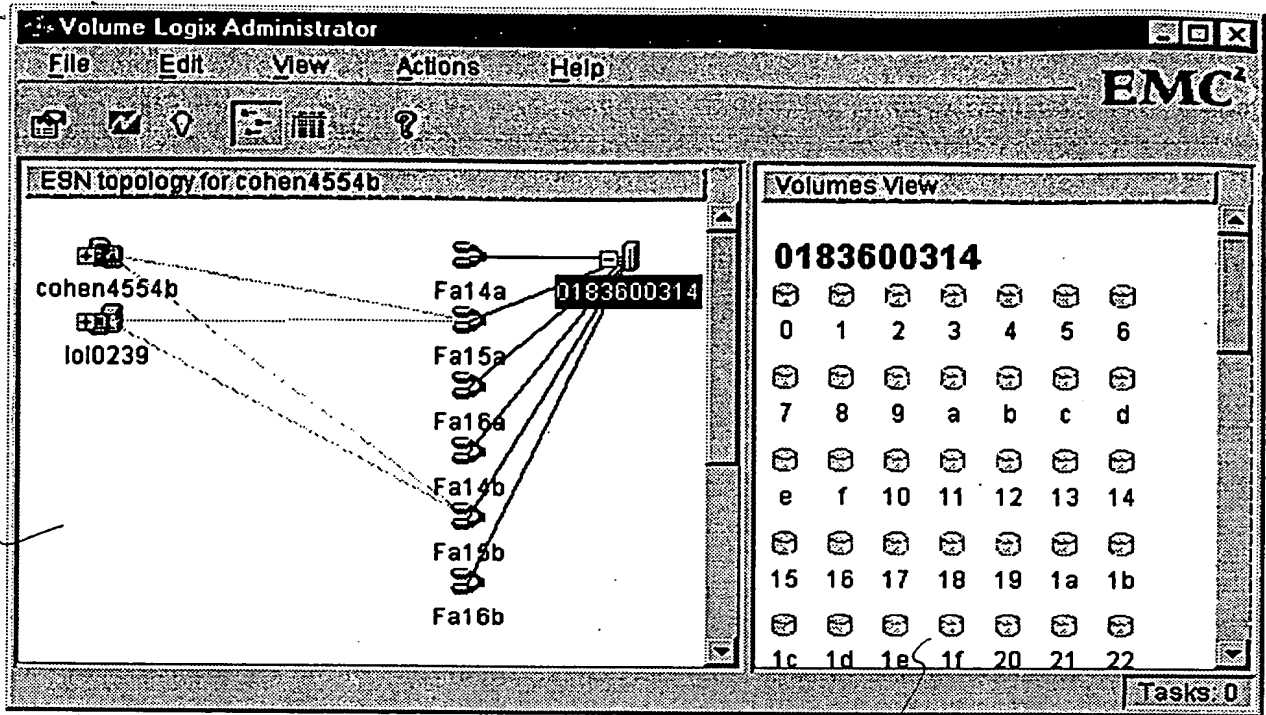 Volume Logix Administrator
File Edit View Actions Help
EMC²
ESN topology for cohen4554b
cohen4554b
lol0239
Fa14a
Fa15a
Fa16a
Fa14b
Fa15b
Fa16b
0183600314
Volumes View
0183600314
0 1 2 3 4 5 6
7 8 9 a b c d
e f 10 11 12 13 14
15 16 17 18 19 1a 1b
1c 1d 1e 1f 20 21 22
Tasks: 0